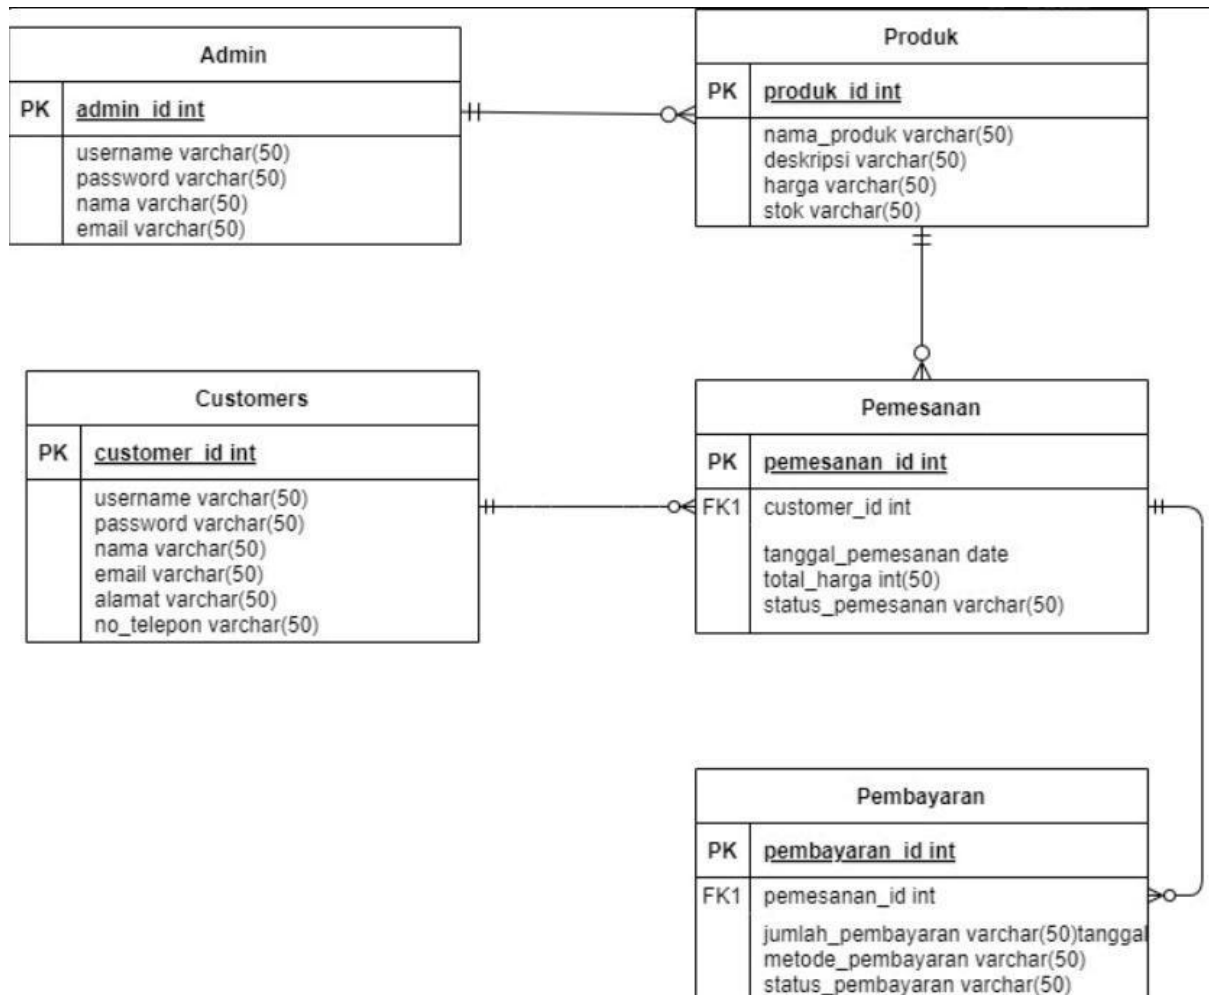 Admin
PK admin_id int
username varchar(50)
password varchar(50)
nama varchar(50)
email varchar(50)
Produk
PK produk_id int
nama_produk varchar(50)
deskripsi varchar(50)
harga varchar(50)
stok varchar(50)
Customers
PK customer_id int
username varchar(50)
password varchar(50)
nama varchar(50)
email varchar(50)
alamat varchar(50)
no_telepon varchar(50)
Pemesanan
PK pemesanan_id int
FK1 customer_id int
tanggal_pemesanan date
total_harga int(50)
status_pemesanan varchar(50)
Pembayaran
PK pembayaran_id int
FK1 pemesanan_id int
jumlah_pembayaran varchar(50)tanggal
metode_pembayaran varchar(50)
status_pembayaran varchar(50)